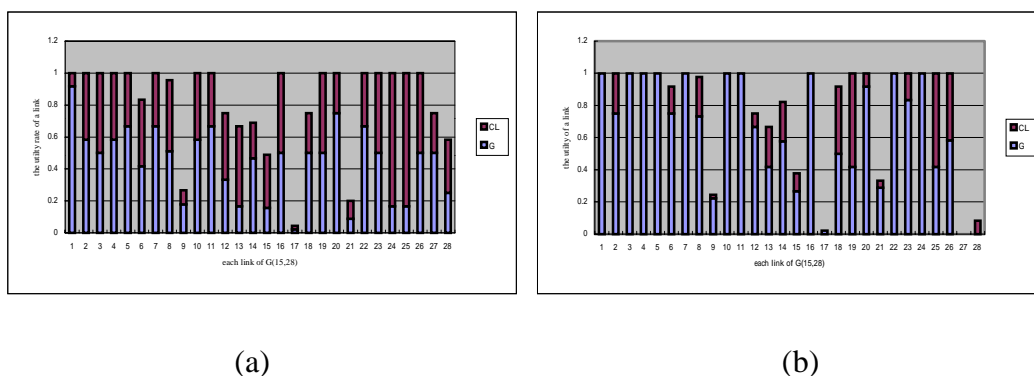 1.2
1
0.8
0.6
0.4
0.2
0
the utility rate of a link
1 2 3 4 5 6 7 8 9 10 11 12 13 14 15 16 17 18 19 20 21 22 23 24 25 26 27 28
each link of G(15,28)
CL
G
(a)
1.2
1
0.8
0.6
0.4
0.2
0
the utility of a link
1 2 3 4 5 6 7 8 9 10 11 12 13 14 15 16 17 18 19 20 21 22 23 24 25 26 27 28
each link of G(15,28)
CL
G
(b)